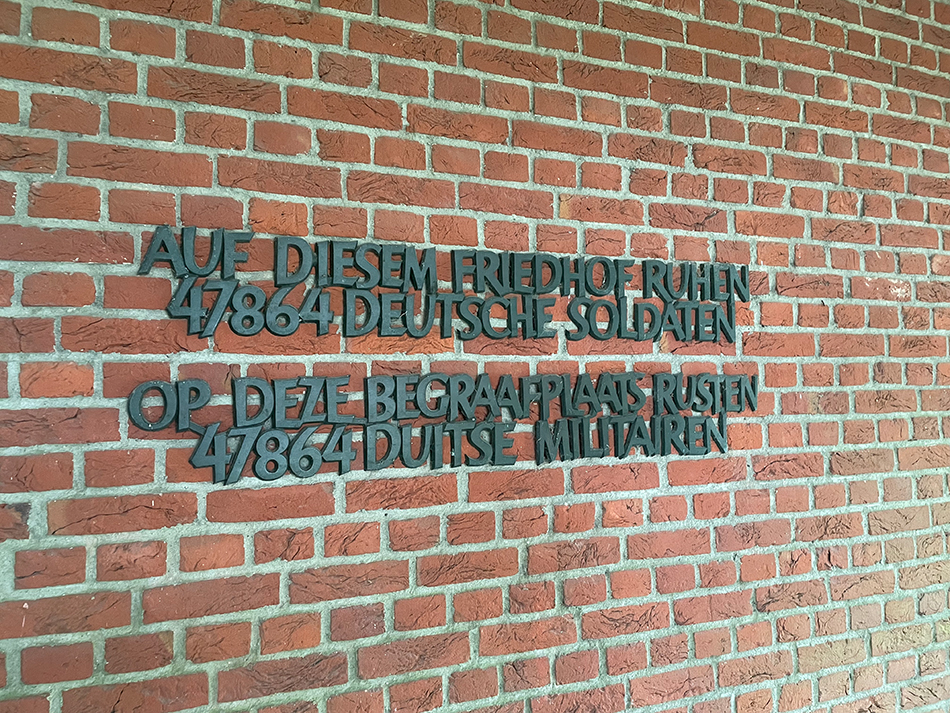 AUF DIESEM FRIEDHOF RUHEN
47864 DEUTSCHE SOLDATEN
OP DEZE BEGRAAFPLAATS RUSTEN
47864 DUITSE MILITAIREN